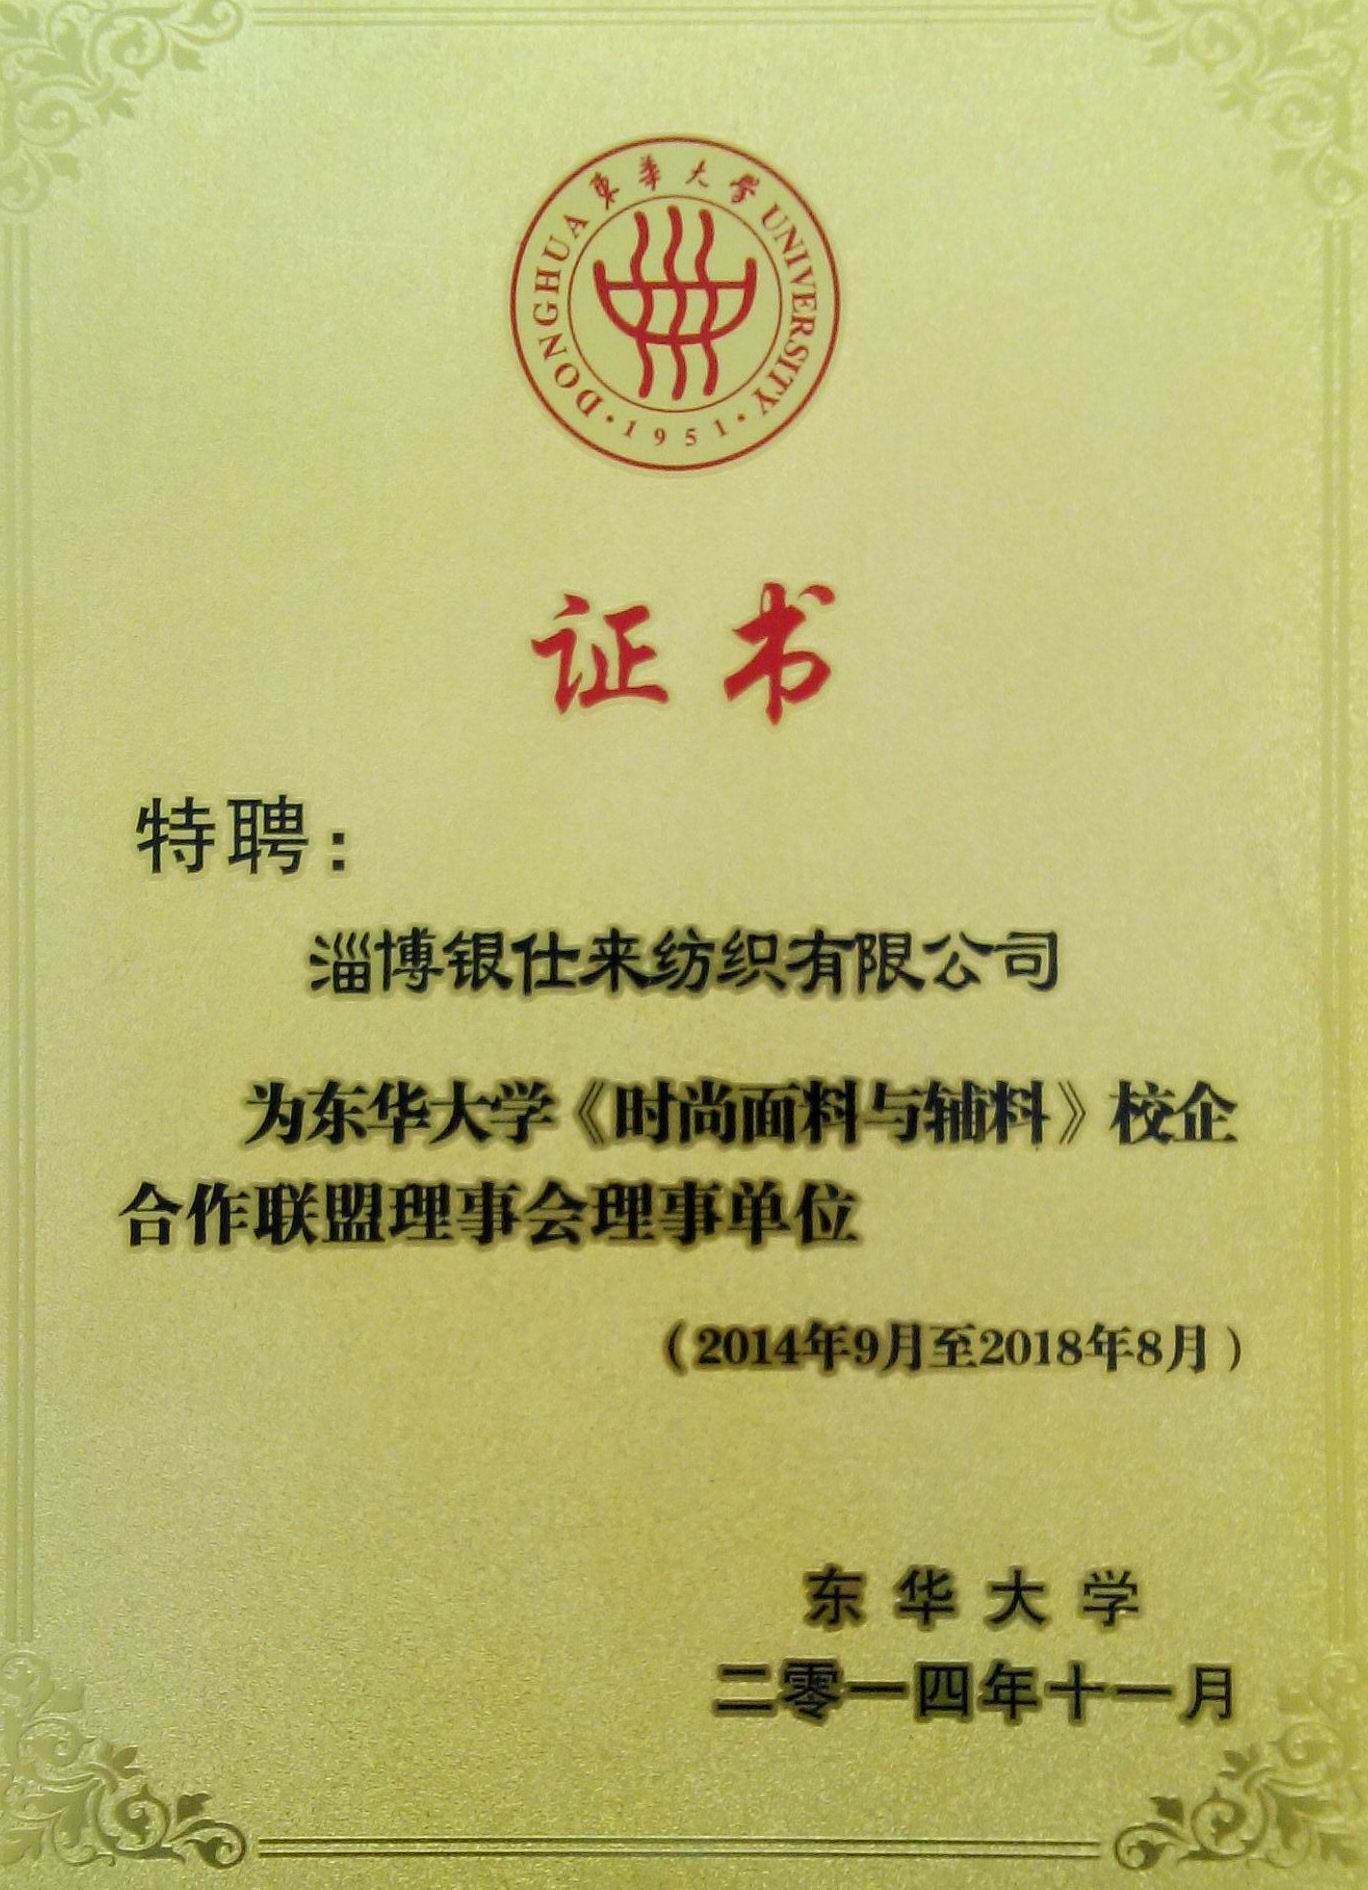 東華大學
DONGHUA UNIVERSITY
·1951·
证书
特聘：
淄博银仕来纺织有限公司
为东华大学《时尚面料与辅料》校企
合作联盟理事会理事单位
（2014年9月至2018年8月）
东华大学
二零一四年十一月